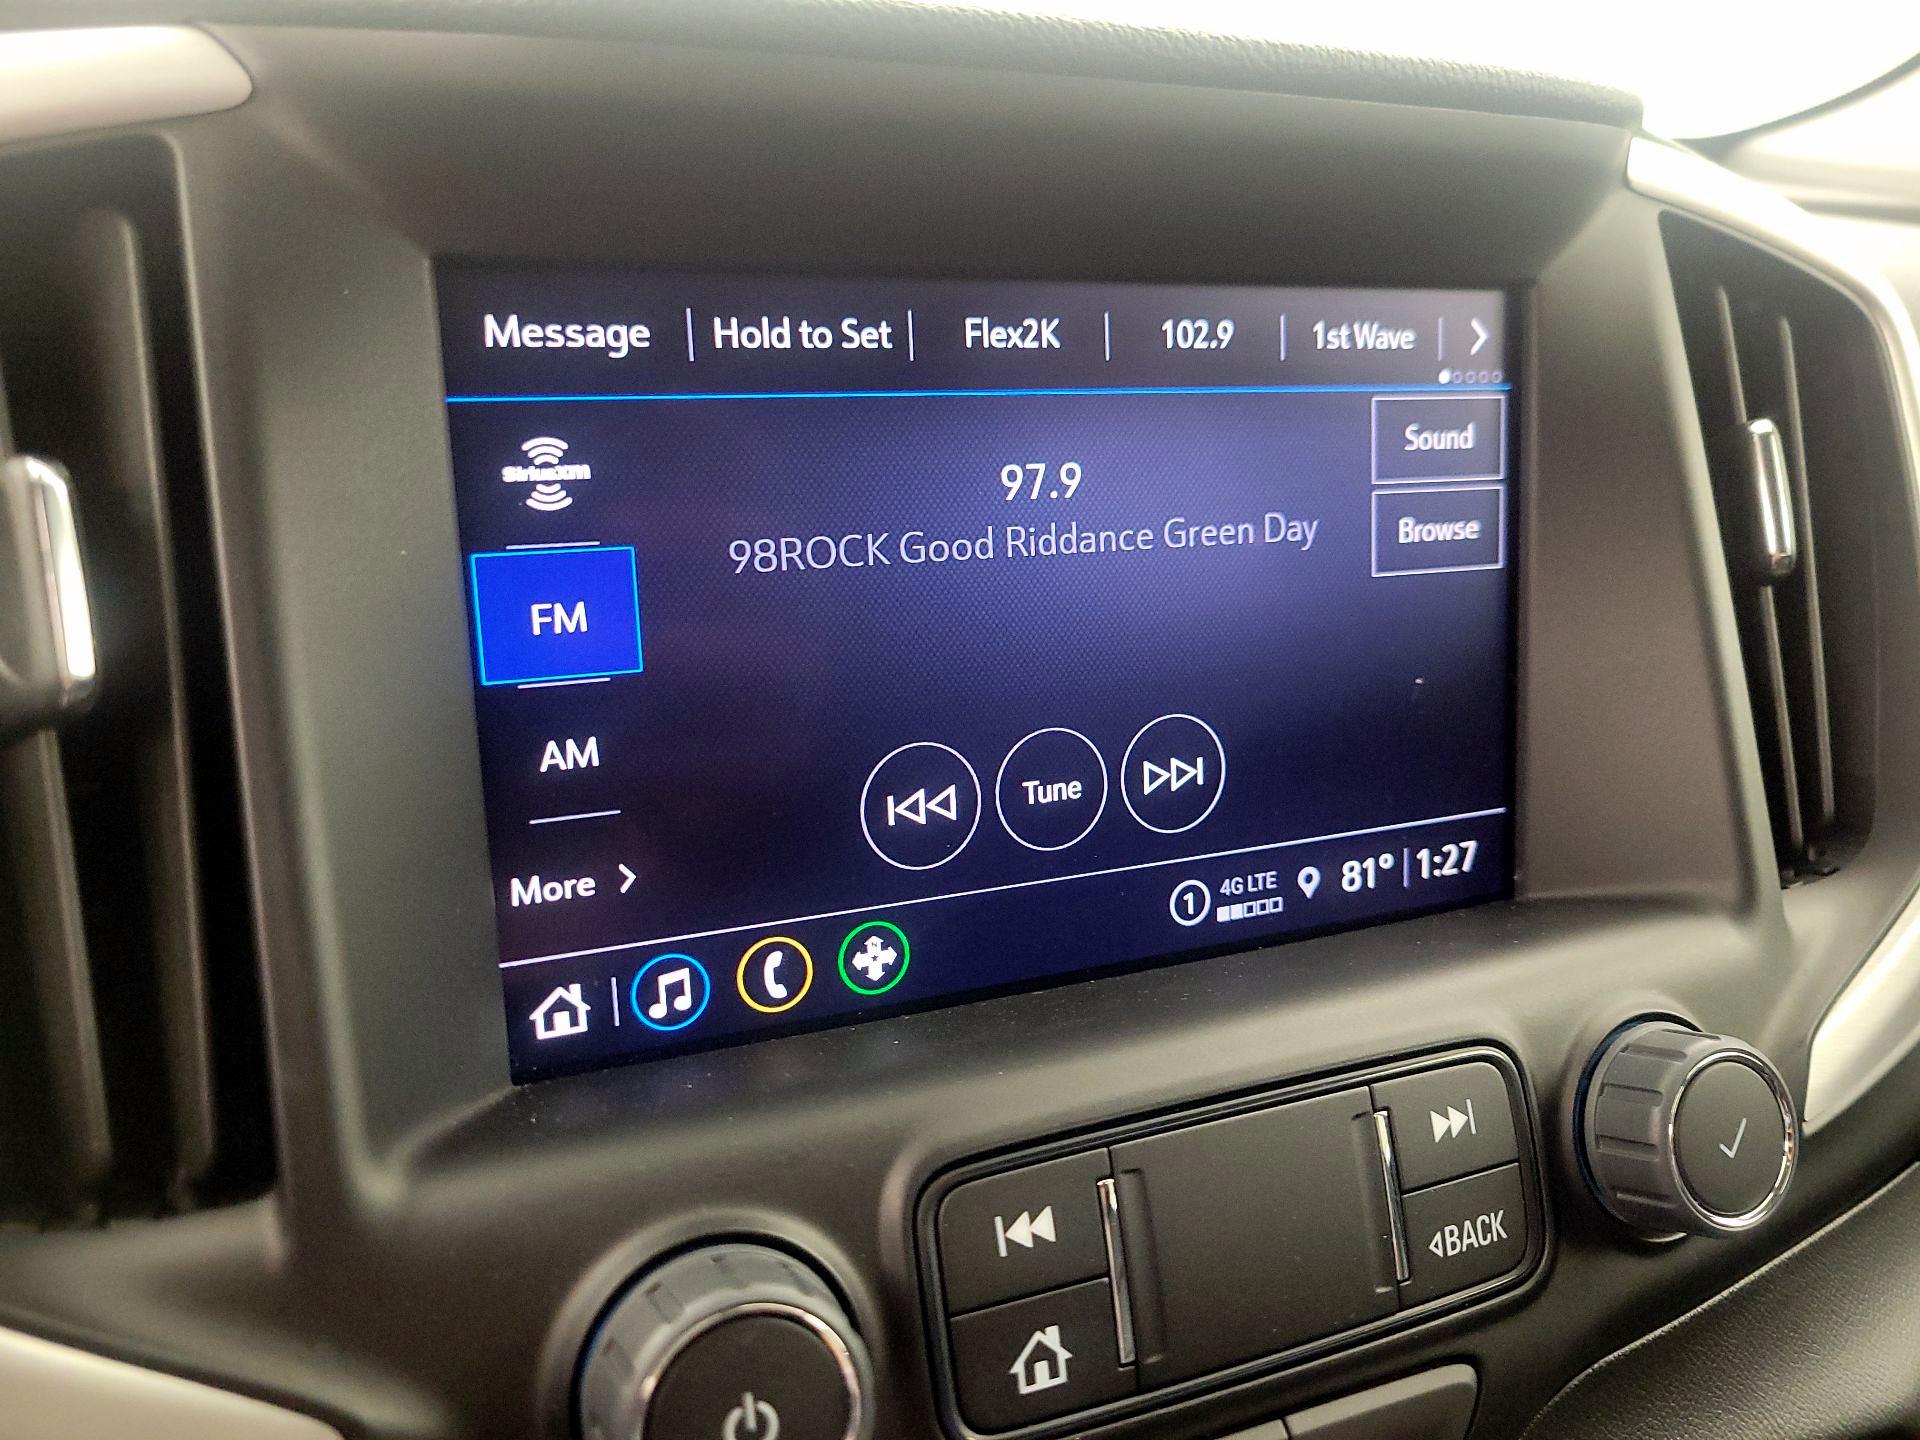 Message Hold to Set Flex2K 102.9 1st Wave
SiriusXM
Sound
97.9
98ROCK Good Riddance Green Day
Browse
FM
AM
Tune
More
1 4G LTE 81° 1:27
N
BACK